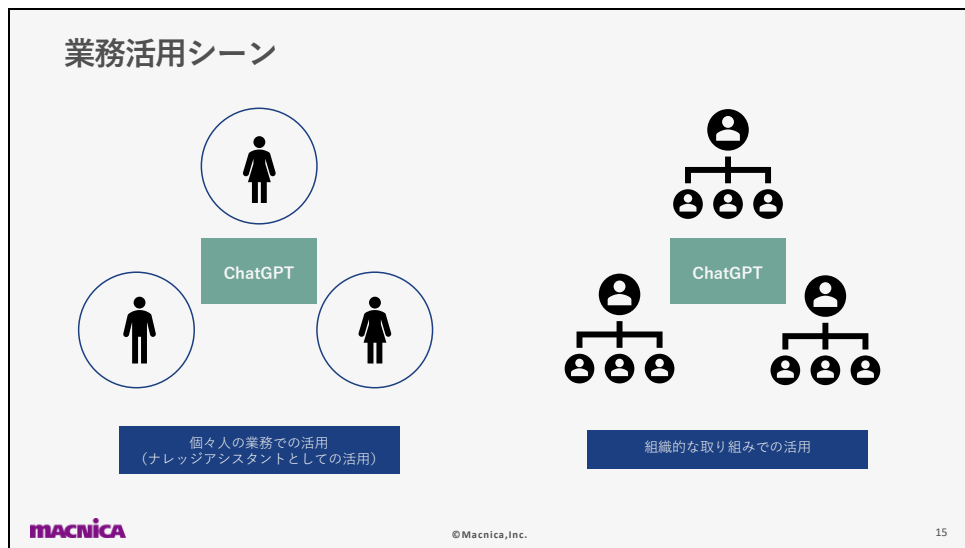 業務活用シーン
ChatGPT
個々人の業務での活用
（ナレッジアシスタントとしての活用）
ChatGPT
組織的な取り組みでの活用
MACNICA
©Macnica,Inc.
15